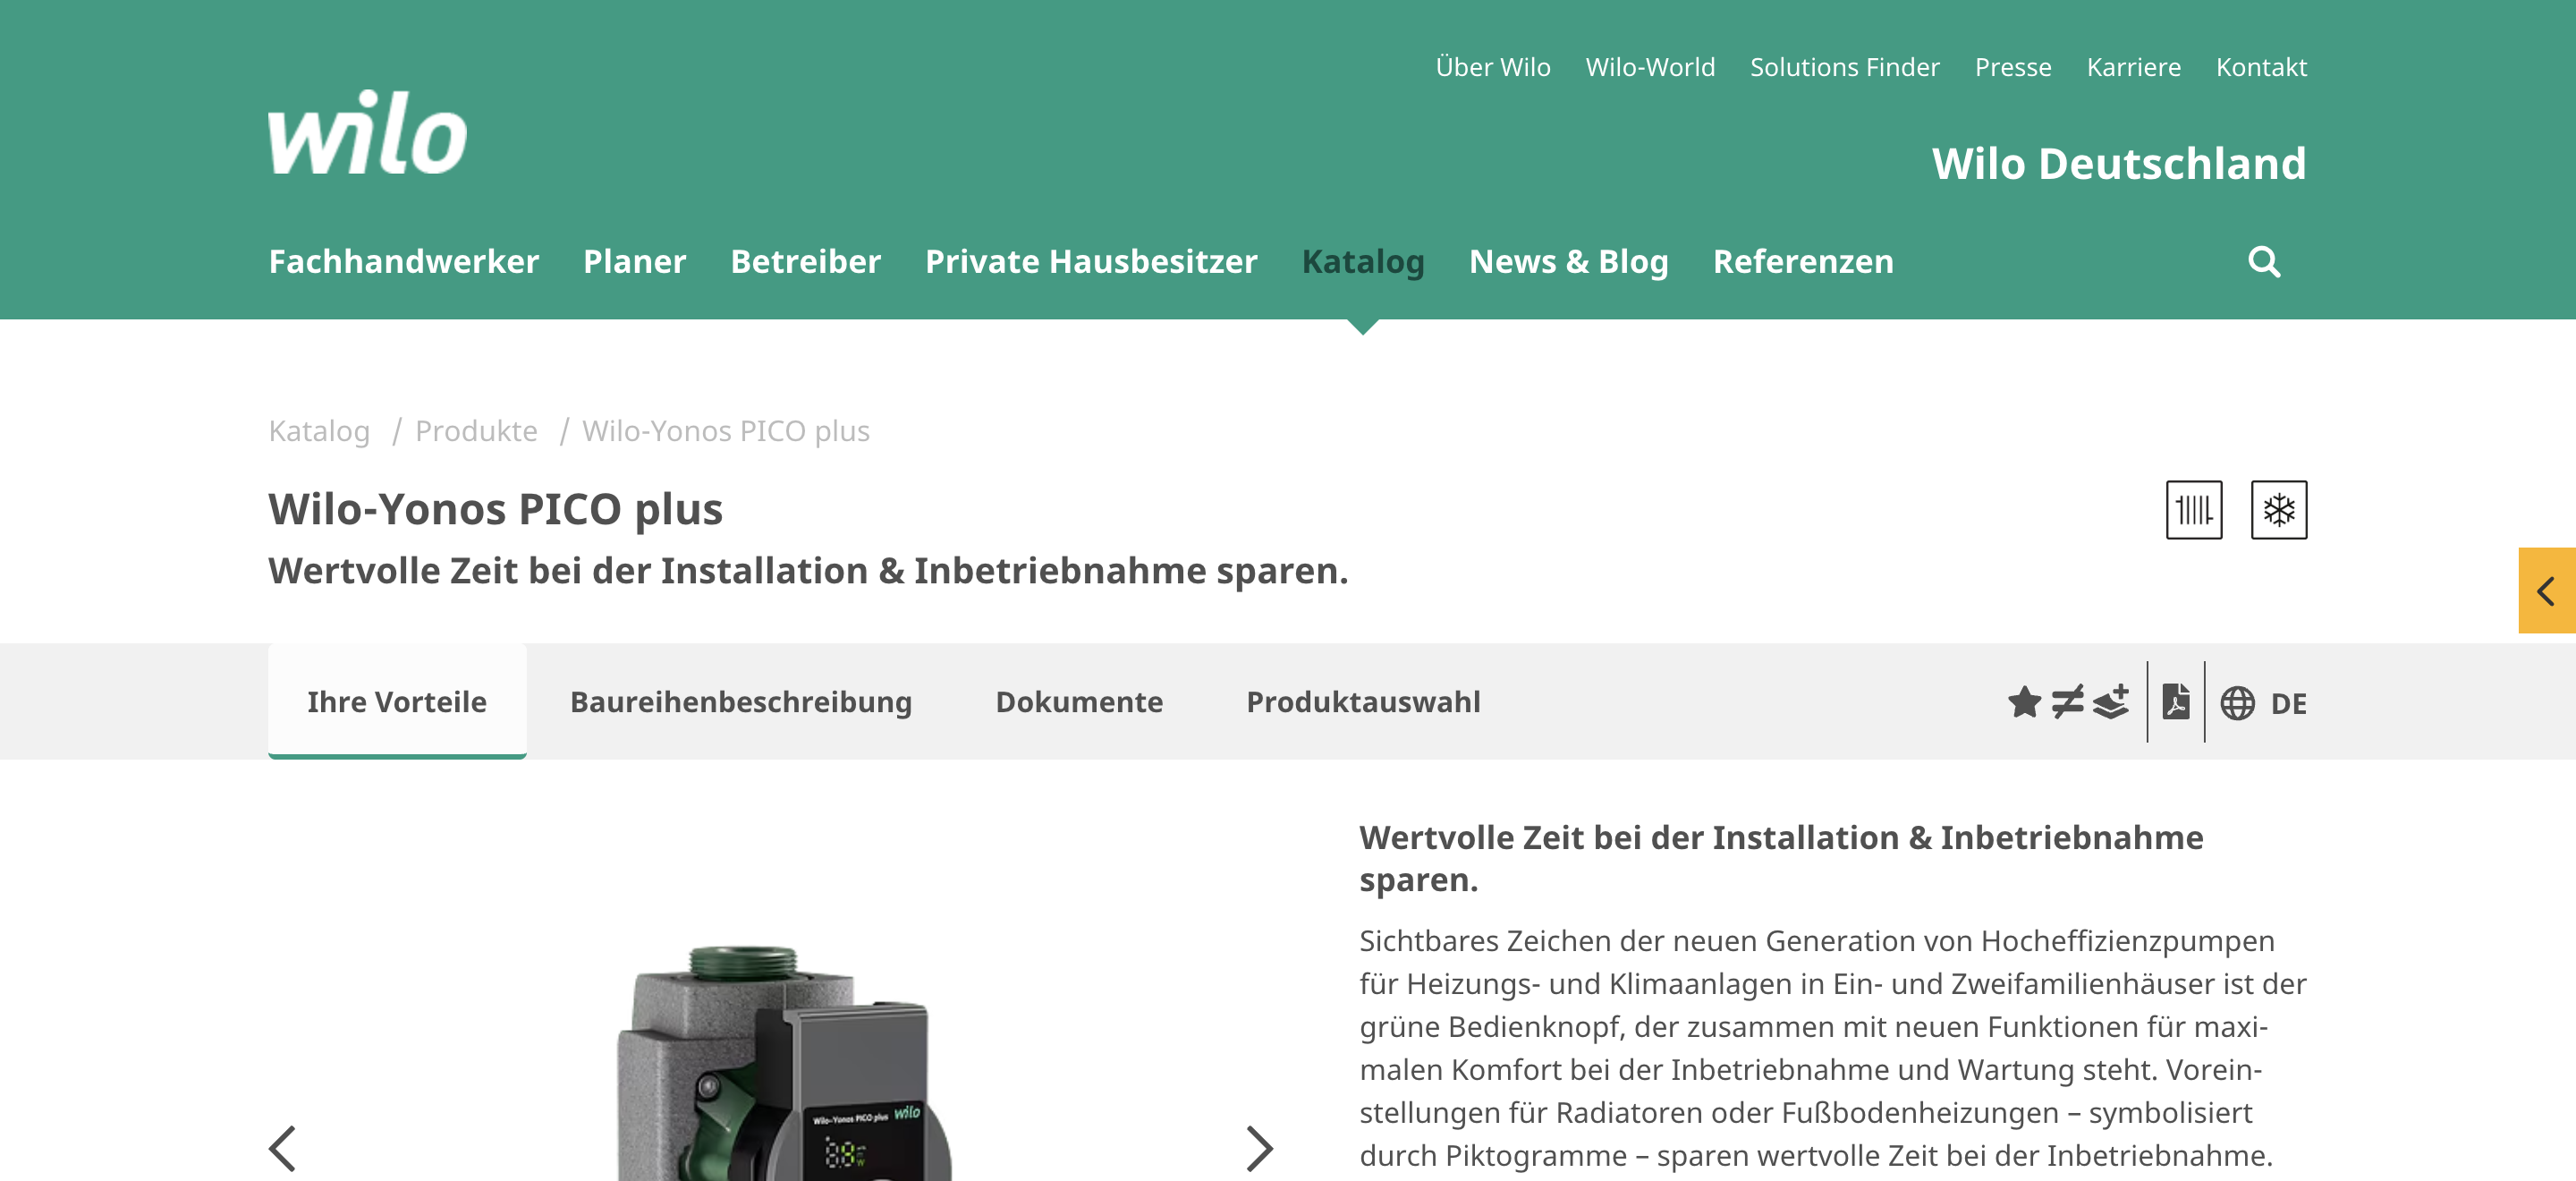 Über Wilo Wilo-World Solutions Finder Presse Karriere Kontakt
wilo
Wilo Deutschland
Fachhandwerker Planer Betreiber Private Hausbesitzer Katalog News & Blog Referenzen
Katalog / Produkte / Wilo-Yonos PICO plus
Wilo-Yonos PICO plus
Wertvolle Zeit bei der Installation & Inbetriebnahme sparen.
Ihre Vorteile Baureihenbeschreibung Dokumente Produktauswahl DE
Wertvolle Zeit bei der Installation & Inbetriebnahme
sparen.
Sichtbares Zeichen der neuen Generation von Hocheffizienzpumpen
für Heizungs- und Klimaanlagen in Ein- und Zweifamilienhäuser ist der
grüne Bedienknopf, der zusammen mit neuen Funktionen für maxi-
malen Komfort bei der Inbetriebnahme und Wartung steht. Vorein-
stellungen für Radiatoren oder Fußbodenheizungen – symbolisiert
durch Piktogramme – sparen wertvolle Zeit bei der Inbetriebnahme.
Wilo-Yonos PICO plus wilo